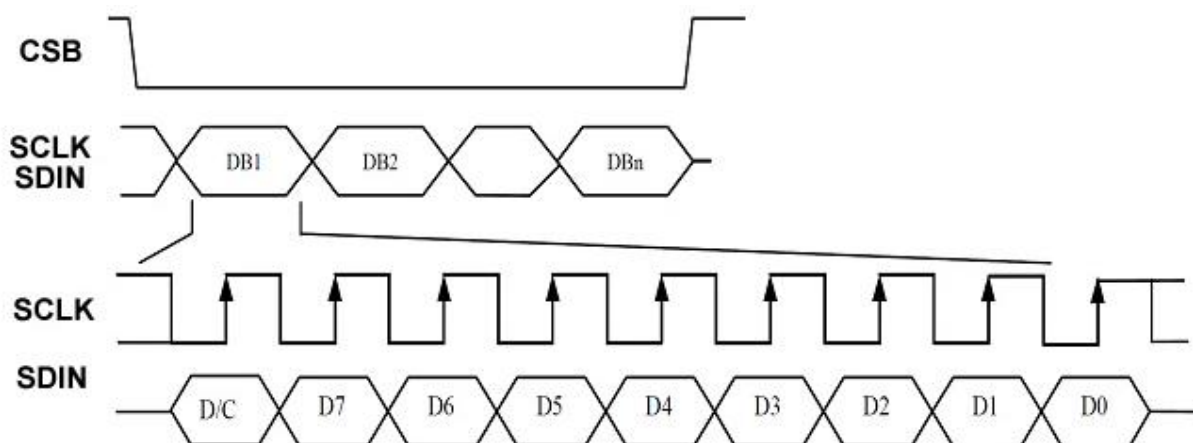 CSB
SCLK
SDIN
DB1 DB2 DBn
SCLK
SDIN
D/C D7 D6 D5 D4 D3 D2 D1 D0